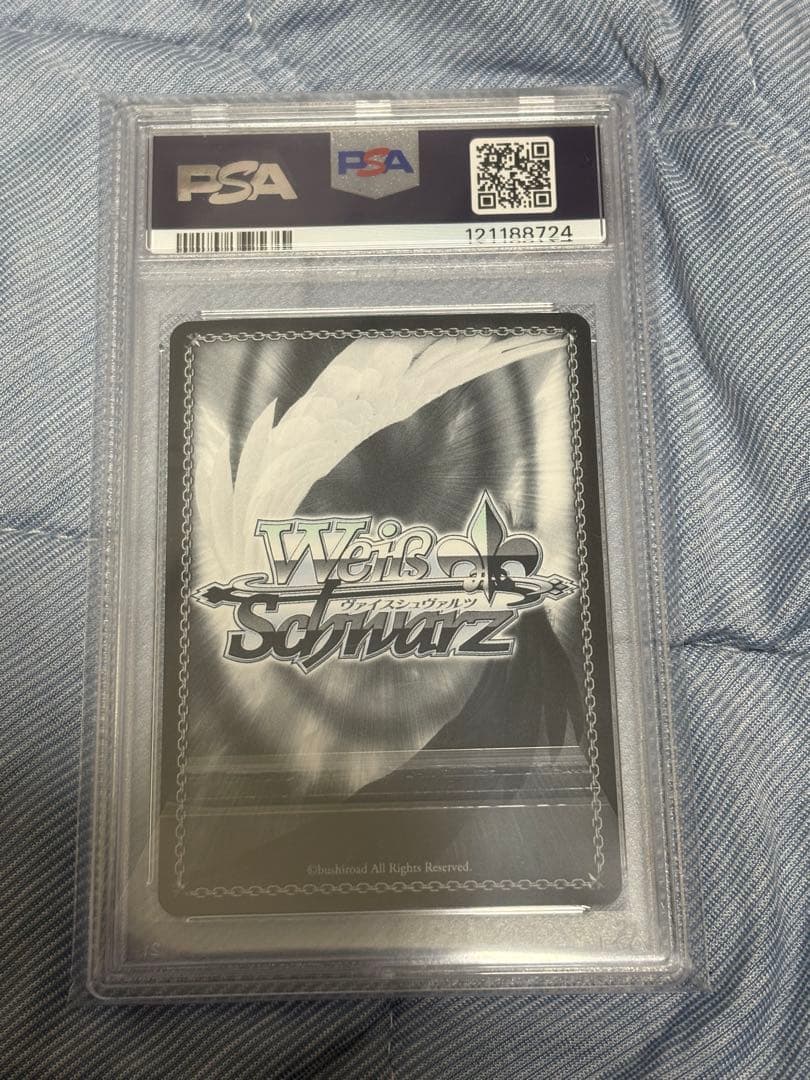 PSA
PSA
121188724
Weiß
ヴァイスシュヴァルツ
Schwarz
©bushiroad All Rights Reserved.